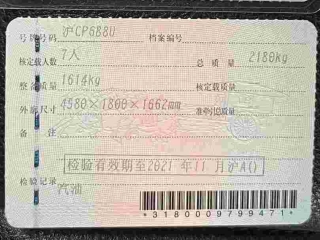 号牌号码 沪CP6B8U 档案编号
核定载人数 7人 总质量 2180kg
整备质量 1614kg 核定载质量
外廓尺寸 4580×1800×1662mm 准牵引总质量
备注
检验有效期至2021年11月沪A()
检验记录
汽油
*3180009799471*